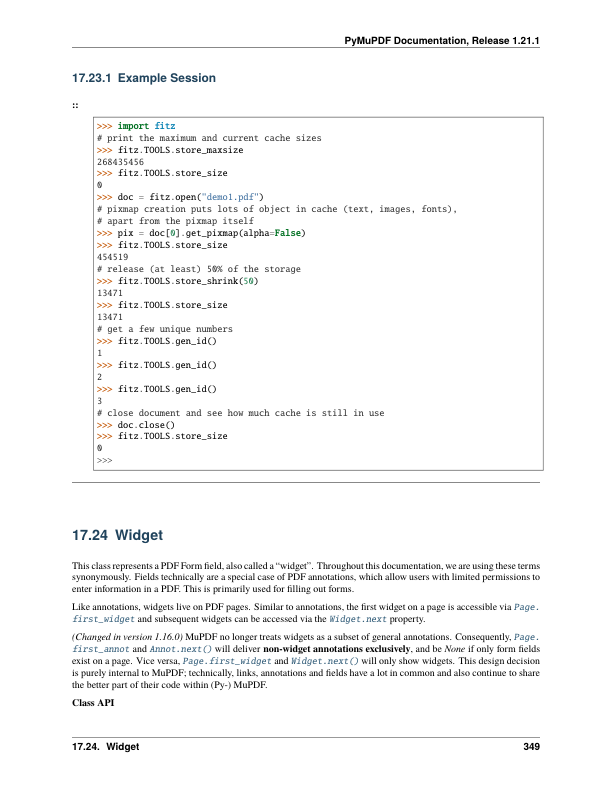 PyMuPDF Documentation, Release 1.21.1
17.23.1 Example Session
::
>>> import fitz
# print the maximum and current cache sizes
>>> fitz.TOOLS.store_maxsize
268435456
>>> fitz.TOOLS.store_size
0
>>> doc = fitz.open("demo1.pdf")
# pixmap creation puts lots of object in cache (text, images, fonts),
# apart from the pixmap itself
>>> pix = doc[0].get_pixmap(alpha=False)
>>> fitz.TOOLS.store_size
454519
# release (at least) 50% of the storage
>>> fitz.TOOLS.store_shrink(50)
13471
>>> fitz.TOOLS.store_size
13471
# get a few unique numbers
>>> fitz.TOOLS.gen_id()
1
>>> fitz.TOOLS.gen_id()
2
>>> fitz.TOOLS.gen_id()
3
# close document and see how much cache is still in use
>>> doc.close()
>>> fitz.TOOLS.store_size
0
>>>
17.24 Widget
This class represents a PDF Form field, also called a “widget”. Throughout this documentation, we are using these terms
synonymously. Fields technically are a special case of PDF annotations, which allow users with limited permissions to
enter information in a PDF. This is primarily used for filling out forms.
Like annotations, widgets live on PDF pages. Similar to annotations, the first widget on a page is accessible via Page.
first_widget and subsequent widgets can be accessed via the Widget.next property.
(Changed in version 1.16.0) MuPDF no longer treats widgets as a subset of general annotations. Consequently, Page.
first_annot and Annot.next() will deliver non-widget annotations exclusively, and be None if only form fields
exist on a page. Vice versa, Page.first_widget and Widget.next() will only show widgets. This design decision
is purely internal to MuPDF; technically, links, annotations and fields have a lot in common and also continue to share
the better part of their code within (Py-) MuPDF.
Class API
17.24. Widget 349